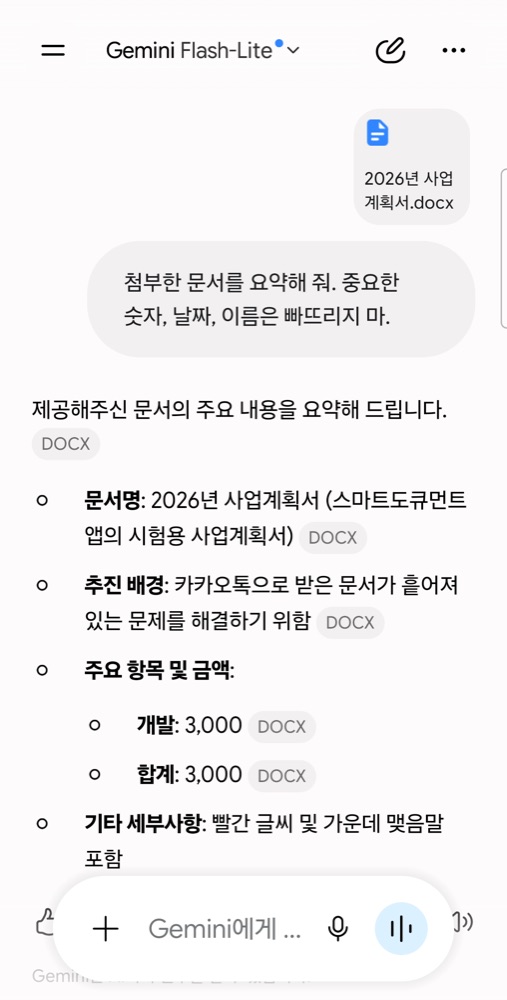 Gemini Flash-Lite
2026년 사업
계획서.docx
첨부한 문서를 요약해 줘. 중요한
숫자, 날짜, 이름은 빠뜨리지 마.
제공해주신 문서의 주요 내용을 요약해 드립니다.
DOCX
문서명: 2026년 사업계획서 (스마트도큐먼트
앱의 시험용 사업계획서) DOCX
추진 배경: 카카오톡으로 받은 문서가 흩어져
있는 문제를 해결하기 위함 DOCX
주요 항목 및 금액:
개발: 3,000 DOCX
합계: 3,000 DOCX
기타 세부사항: 빨간 글씨 및 가운데 맺음말
포함
Gemini에게 ...